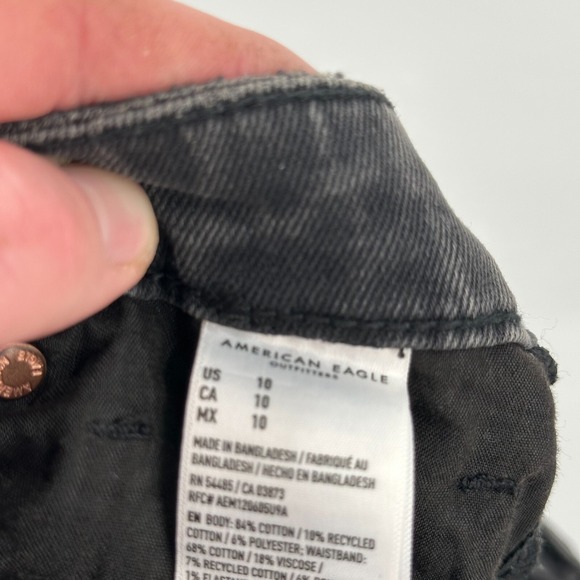 AMERICAN EAGLE
OUTFITTERS
US 10
CA 10
MX 10
MADE IN BANGLADESH / FABRIQUÉ AU
BANGLADESH / HECHO EN BANGLADESH
RN 54485 / CA 03873
RFC# AEM120605U9A
EN BODY: 84% COTTON / 10% RECYCLED
COTTON / 6% POLYESTER; WAISTBAND:
68% COTTON / 18% VISCOSE /
7% RECYCLED COTTON / 6%
1%